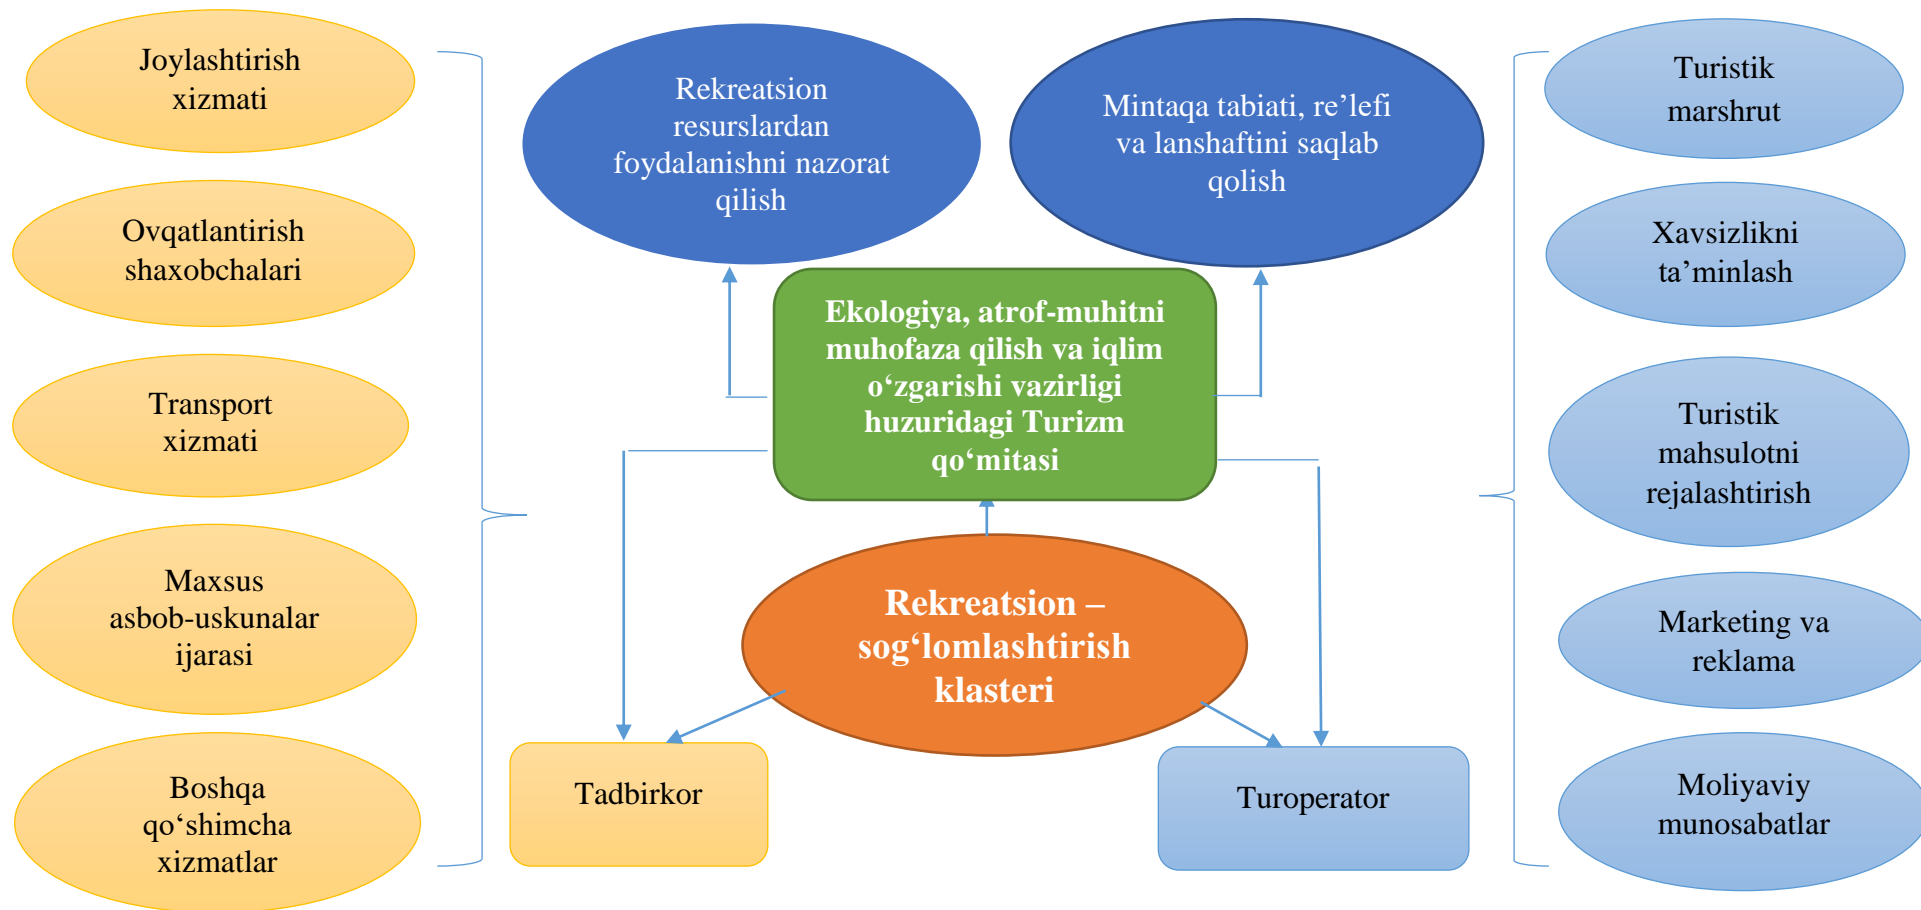 Joylashtirish
xizmati
Ovqatlantirish
shaxobchalari
Transport
xizmati
Maxsus
asbob-uskunalar
ijarasi
Boshqa
qo‘shimcha
xizmatlar
Rekreatsion
resurslardan
foydalanishni nazorat
qilish
Mintaqa tabiati, re’lefi
va lanshaftini saqlab
qolish
Ekologiya, atrof-muhitni
muhofaza qilish va iqlim
o‘zgarishi vazirligi
huzuridagi Turizm
qo‘mitasi
Rekreatsion –
sog‘lomlashtirish
klasteri
Tadbirkor
Turoperator
Turistik
marshrut
Xavsizlikni
ta’minlash
Turistik
mahsulotni
rejalashtirish
Marketing va
reklama
Moliyaviy
munosabatlar